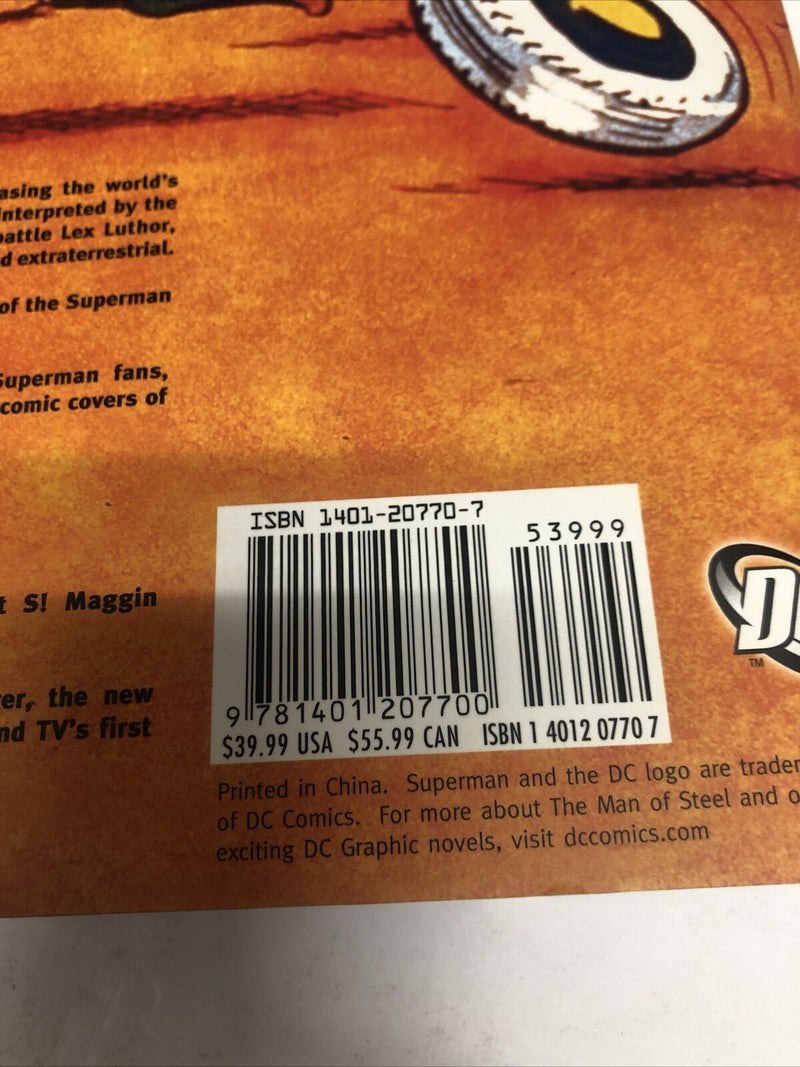 asing the world's
nterpreted by the
battle Lex Luthor,
d extraterrestrial.
of the Superman
Superman fans,
comic covers of
t S! Maggin
er, the new
nd TV's first
ISBN 1401-20770-7
53999
9 781401 207700
$39.99 USA $55.99 CAN ISBN 1 4012 0770 7
DC
TM
Printed in China. Superman and the DC logo are trader
of DC Comics. For more about The Man of Steel and o
exciting DC Graphic novels, visit dccomics.com